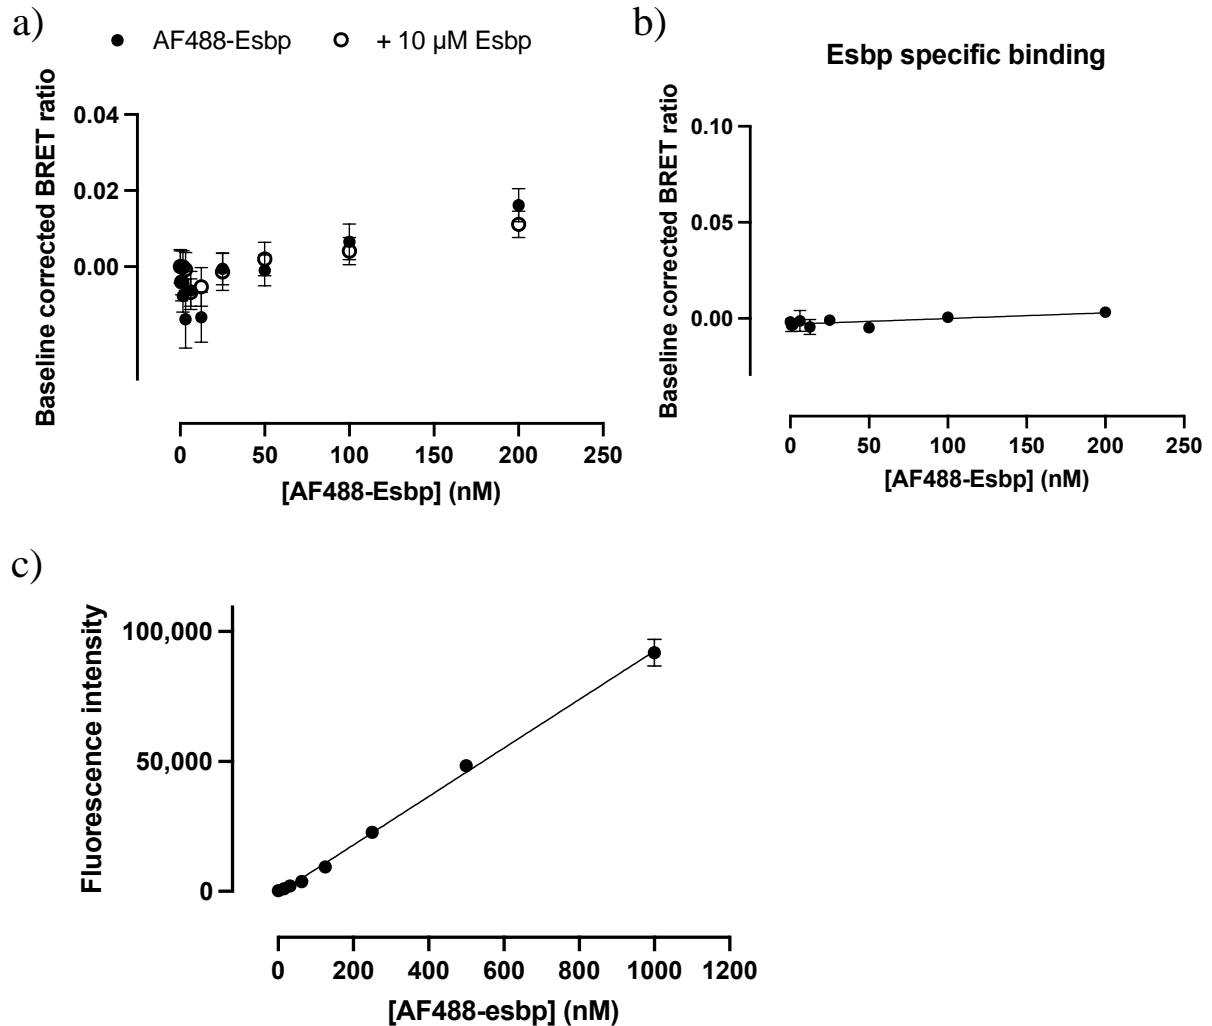 a)
AF488-Esbp
+ 10 µM Esbp
Baseline corrected BRET ratio
0.04
0.02
0.00
0 50 100 150 200 250
[AF488-Esbp] (nM)
b)
Esbp specific binding
Baseline corrected BRET ratio
0.10
0.05
0.00
0 50 100 150 200 250
[AF488-Esbp] (nM)
c)
Fluorescence intensity
100,000
50,000
0
0 200 400 600 800 1000 1200
[AF488-esbp] (nM)